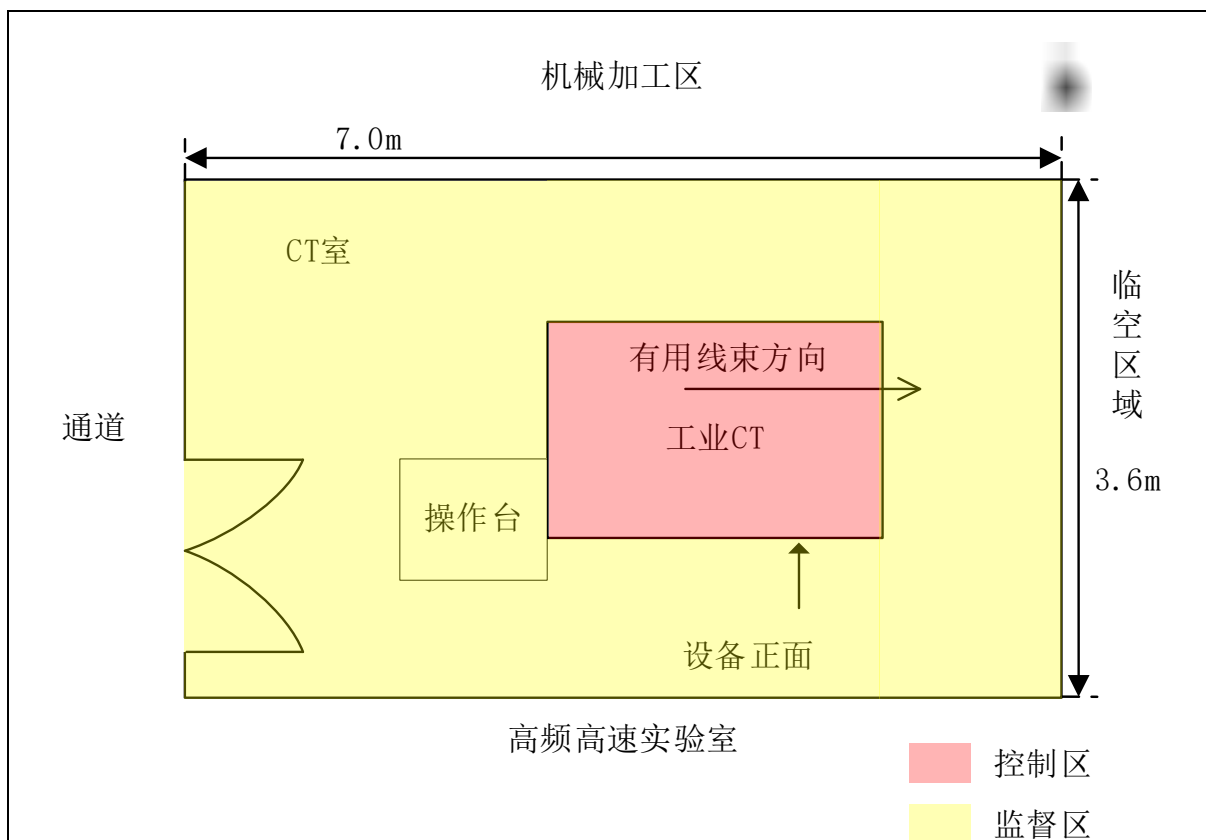 机械加工区
7.0m
CT室
临空区域
有用线束方向
通道
工业CT
3.6m
操作台
设备正面
高频高速实验室
控制区
监督区